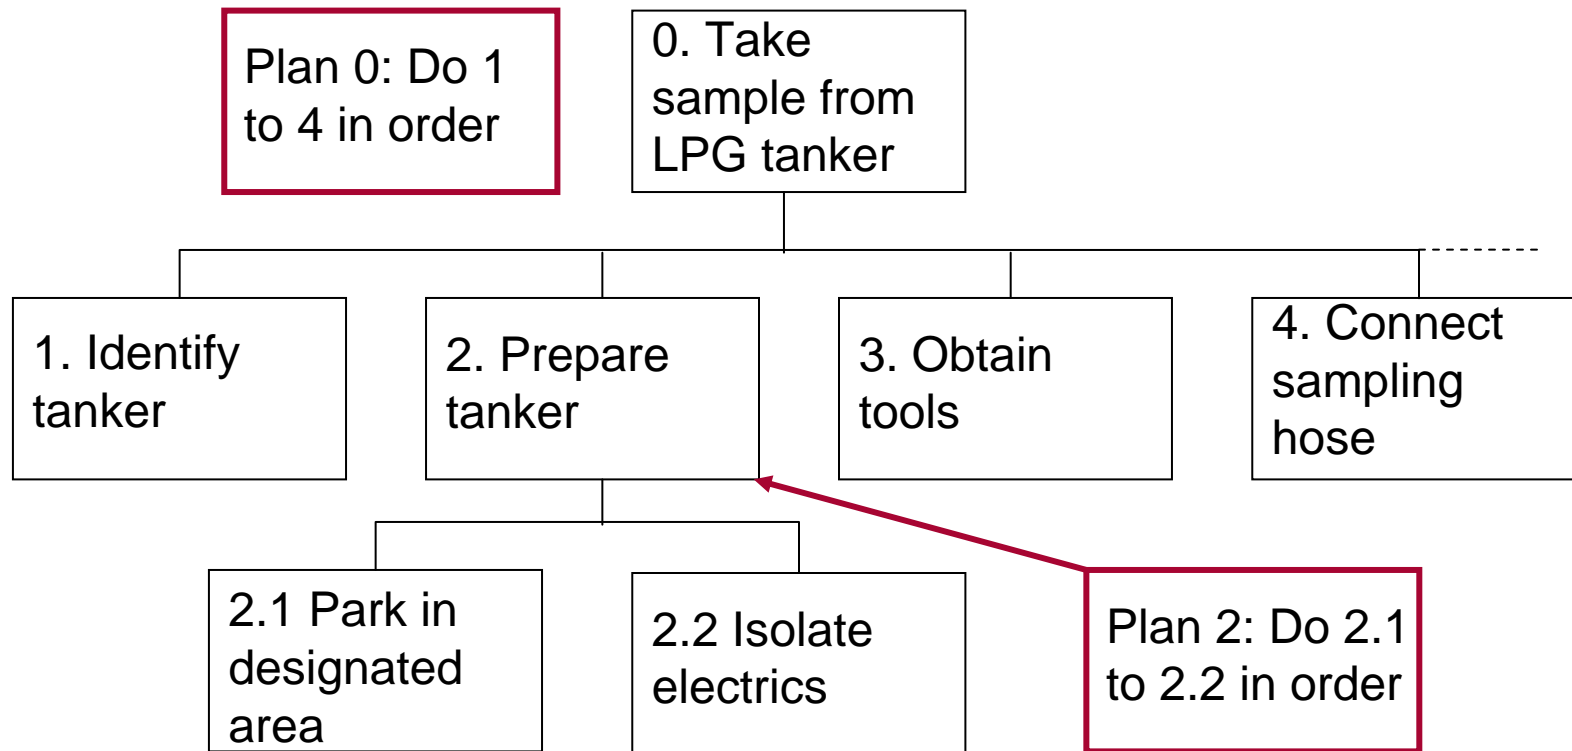 Plan 0: Do 1
to 4 in order
0. Take
sample from
LPG tanker
1. Identify
tanker
2. Prepare
tanker
3. Obtain
tools
4. Connect
sampling
hose
2.1 Park in
designated
area
2.2 Isolate
electrics
Plan 2: Do 2.1
to 2.2 in order